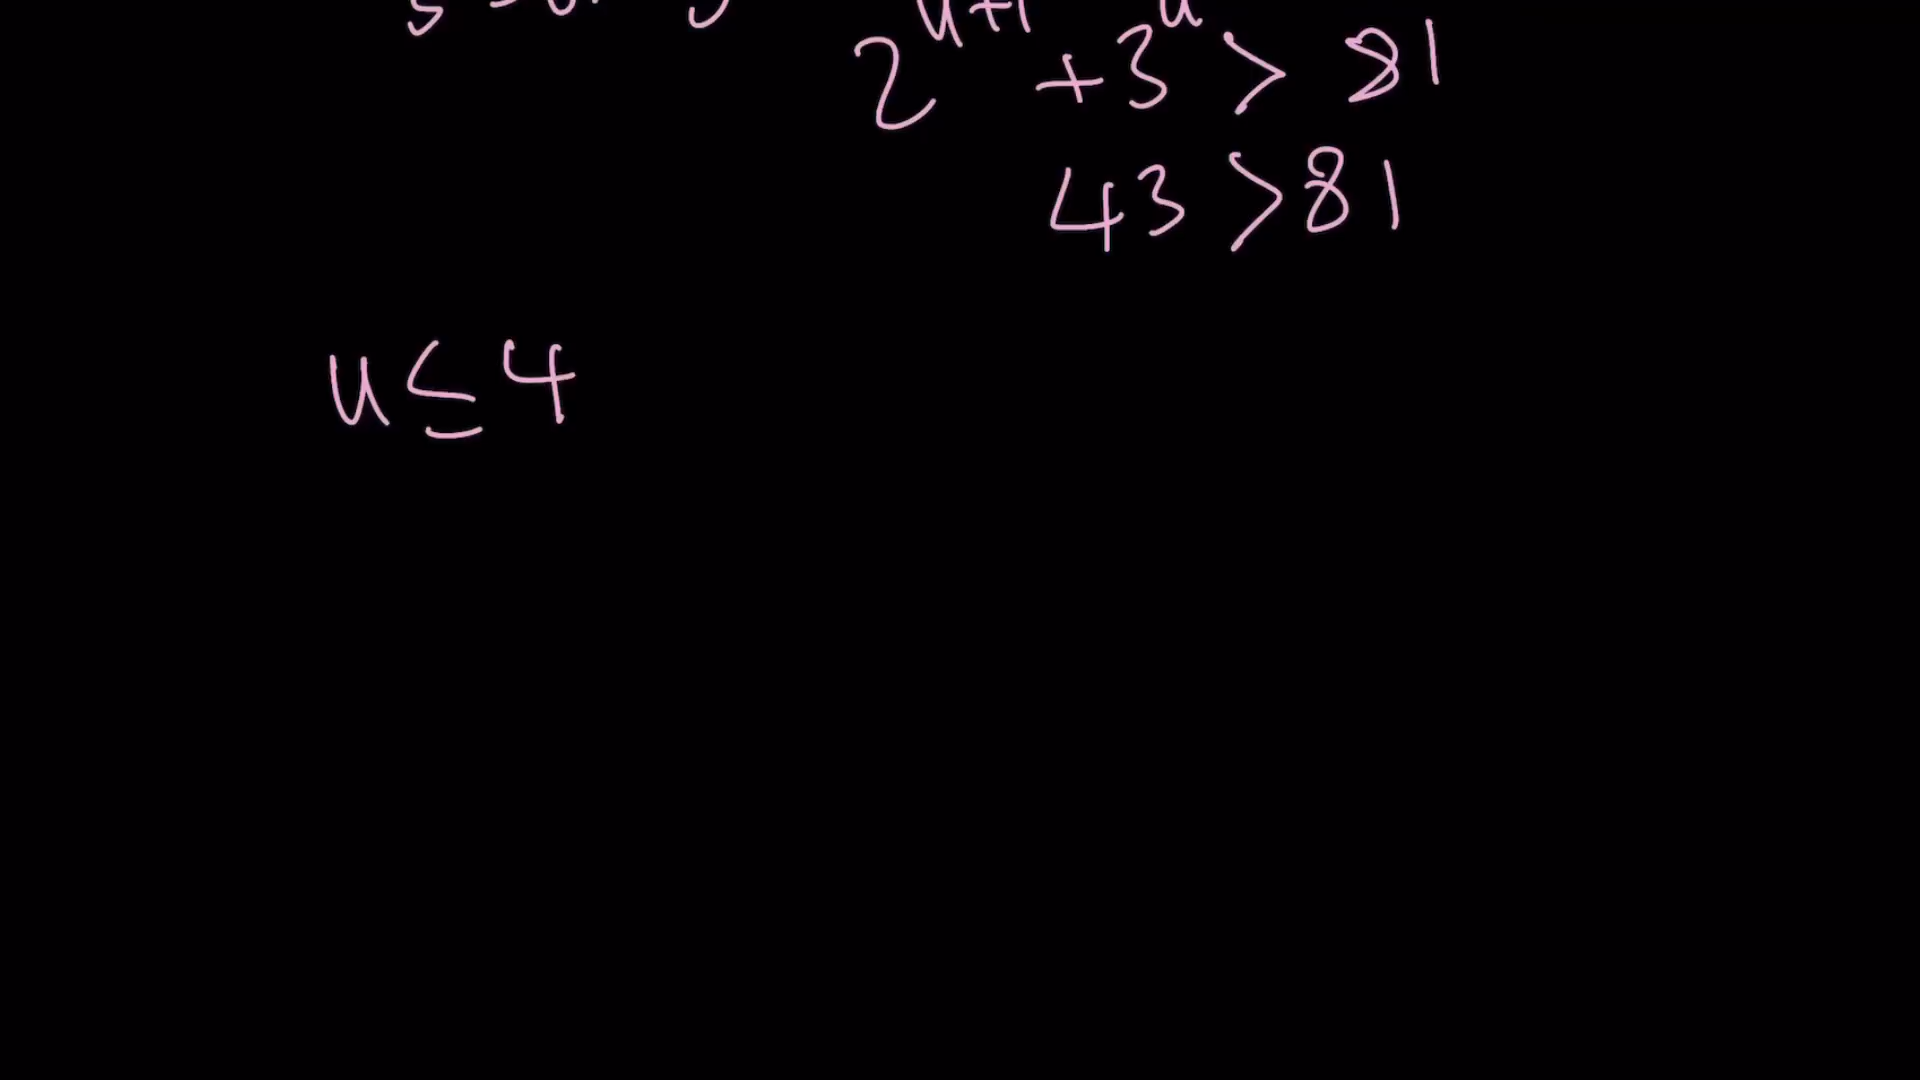 2^{u+1} + 3^u > 81
43 > 81
u ≤ 4